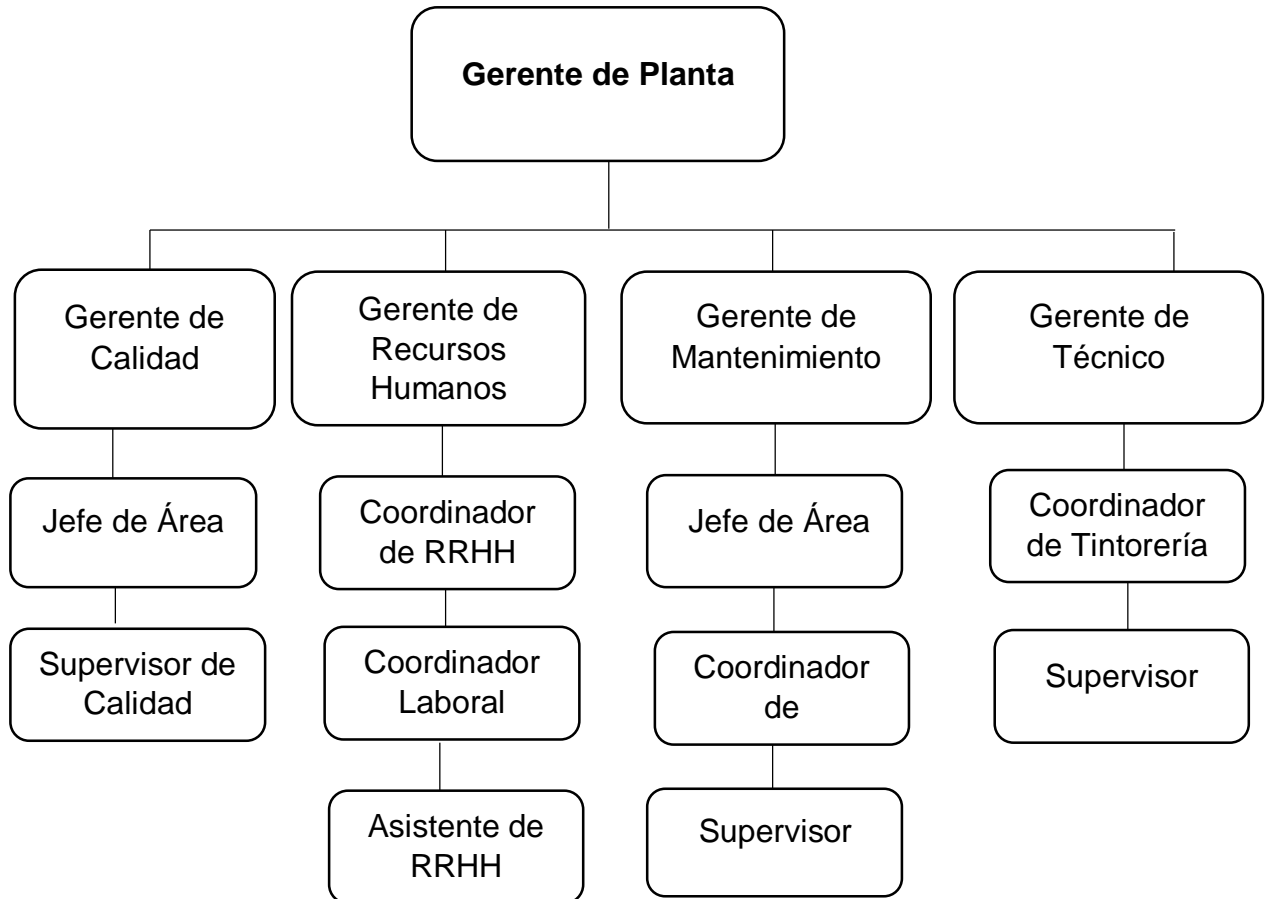 Gerente de Planta
Gerente de
Calidad
Gerente de
Recursos
Humanos
Gerente de
Mantenimiento
Gerente de
Técnico
Jefe de Área
Coordinador
de RRHH
Jefe de Área
Coordinador
de Tintorería
Supervisor de
Calidad
Coordinador
Laboral
Coordinador
de
Supervisor
Asistente de
RRHH
Supervisor